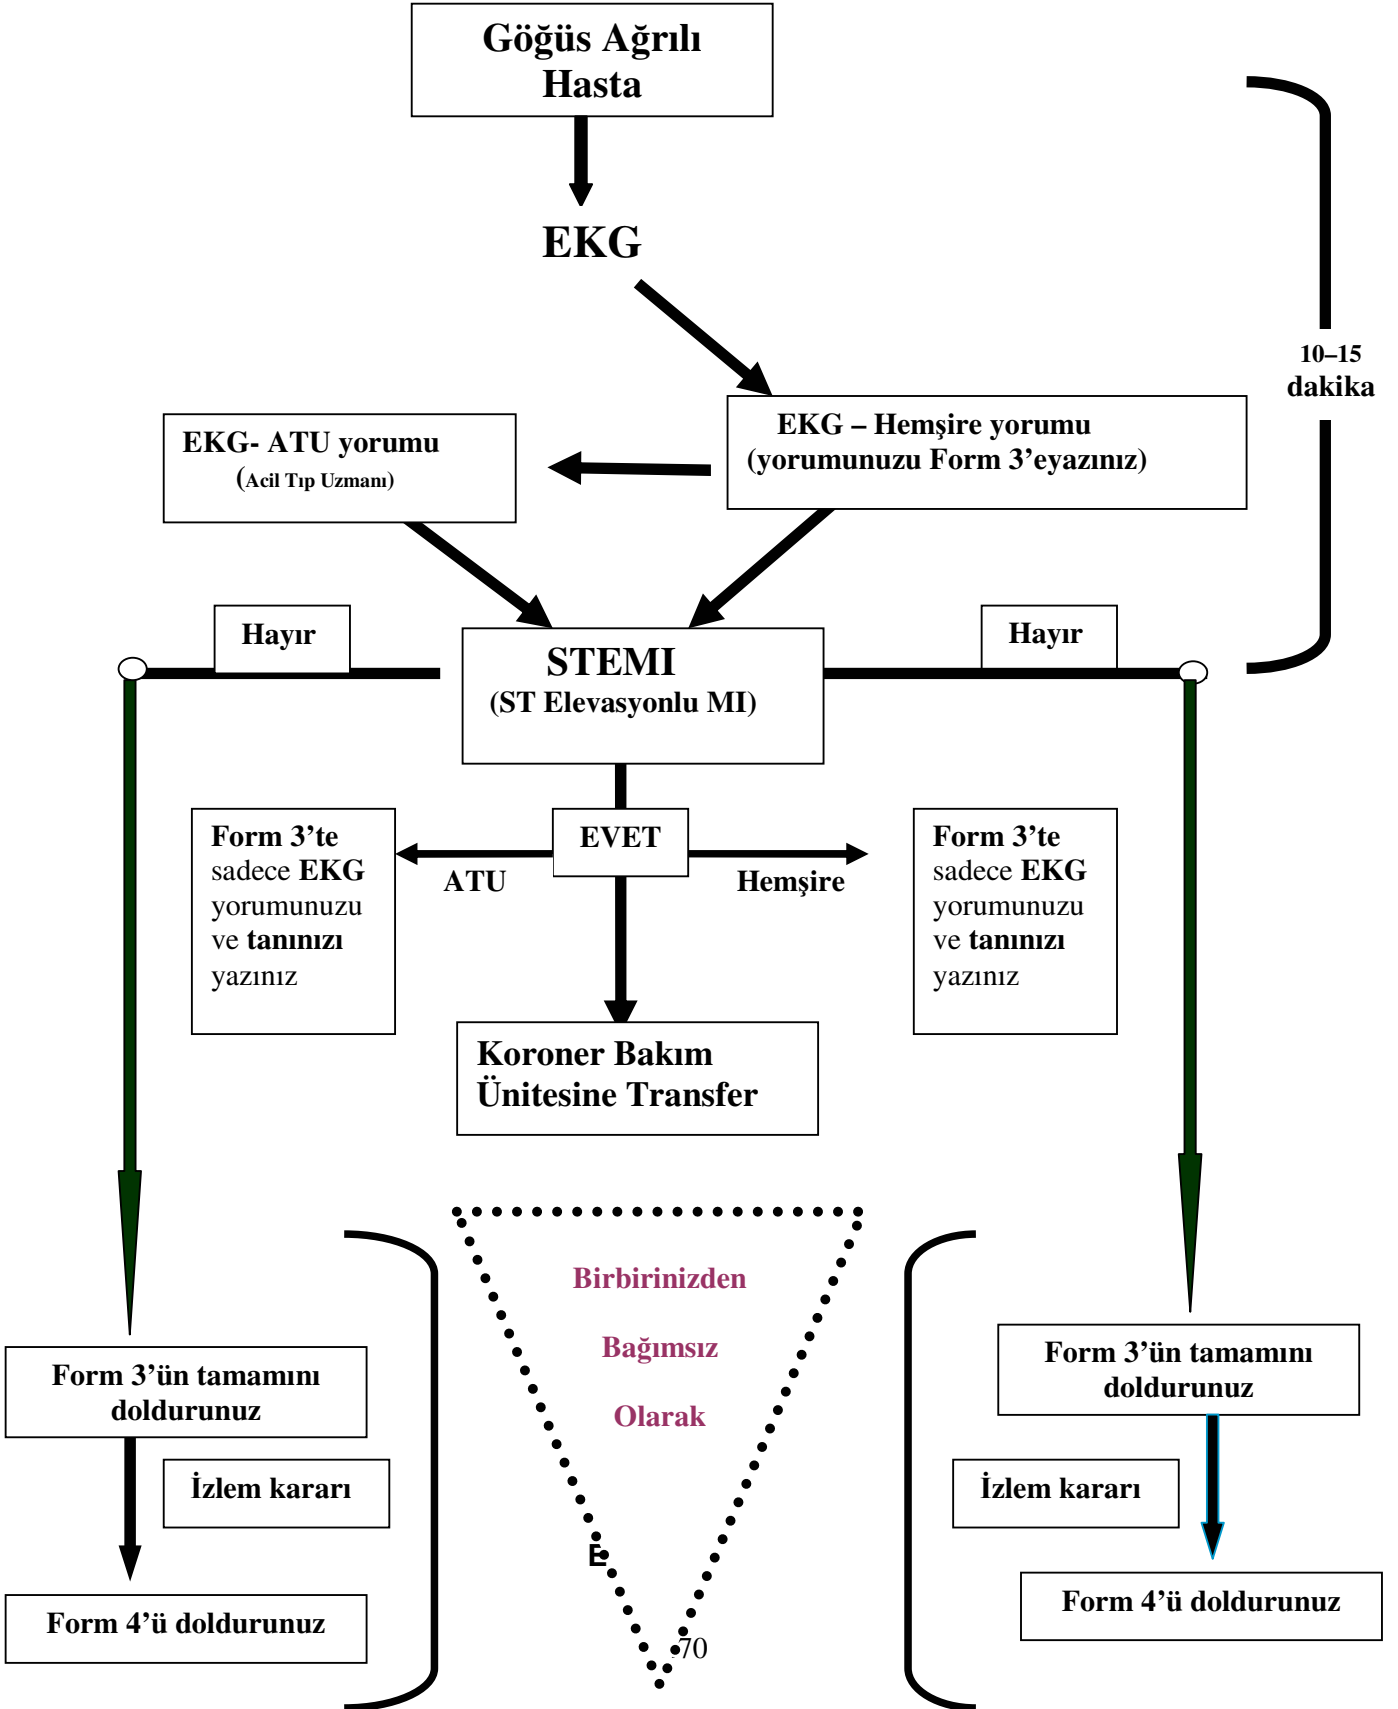 Göğüs Ağrılı
Hasta
EKG
10–15
dakika
EKG – Hemşire yorumu
(yorumunuzu Form 3’eyazınız)
EKG- ATU yorumu
(Acil Tıp Uzmanı)
Hayır
Hayır
STEMI
(ST Elevasyonlu MI)
EVET
ATU
Hemşire
Form 3’te
sadece EKG
yorumunuzu
ve tanınızı
yazınız
Form 3’te
sadece EKG
yorumunuzu
ve tanınızı
yazınız
Koroner Bakım
Ünitesine Transfer
Birbirinizden
Bağımsız
Olarak
Form 3’ün tamamını
doldurunuz
İzlem kararı
Form 4’ü doldurunuz
Form 3’ün tamamını
doldurunuz
İzlem kararı
Form 4’ü doldurunuz
E
70